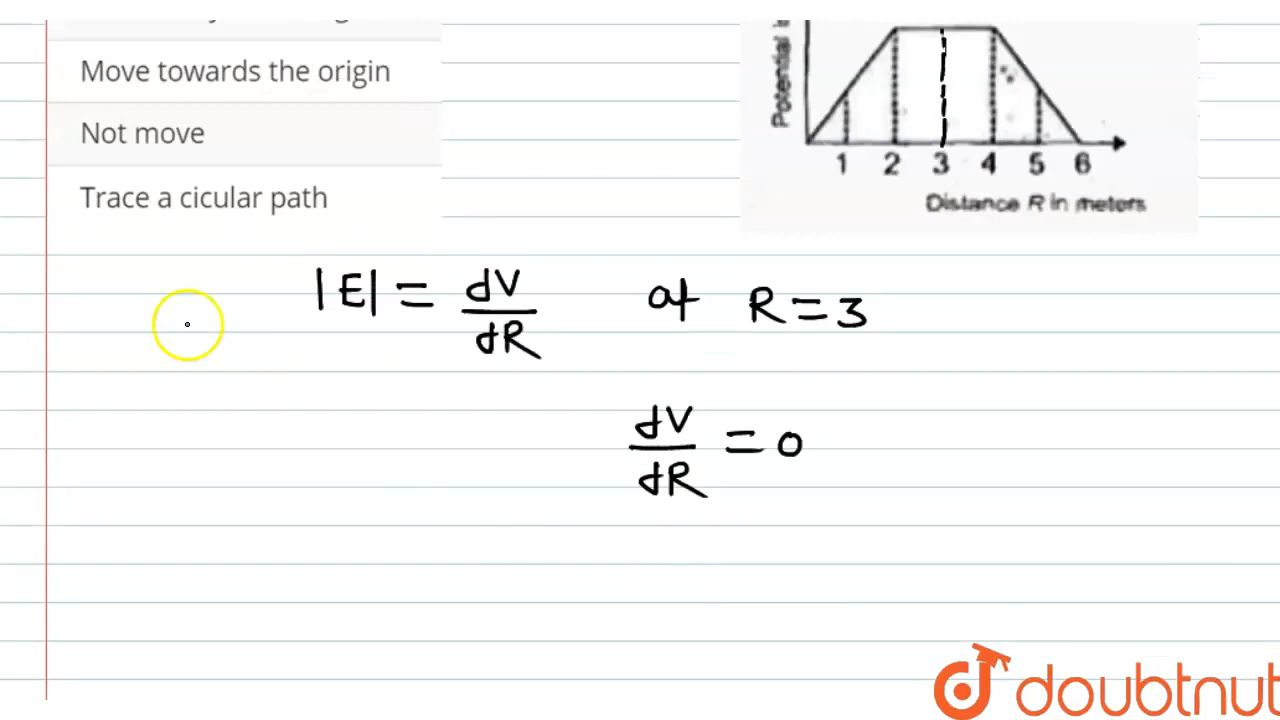 Move towards the origin
Not move
Trace a cicular path
Potential
1 2 3 4 5 6
Distance R in meters
|E| = dV/dR at R = 3
dV/dR = 0
doubtnut